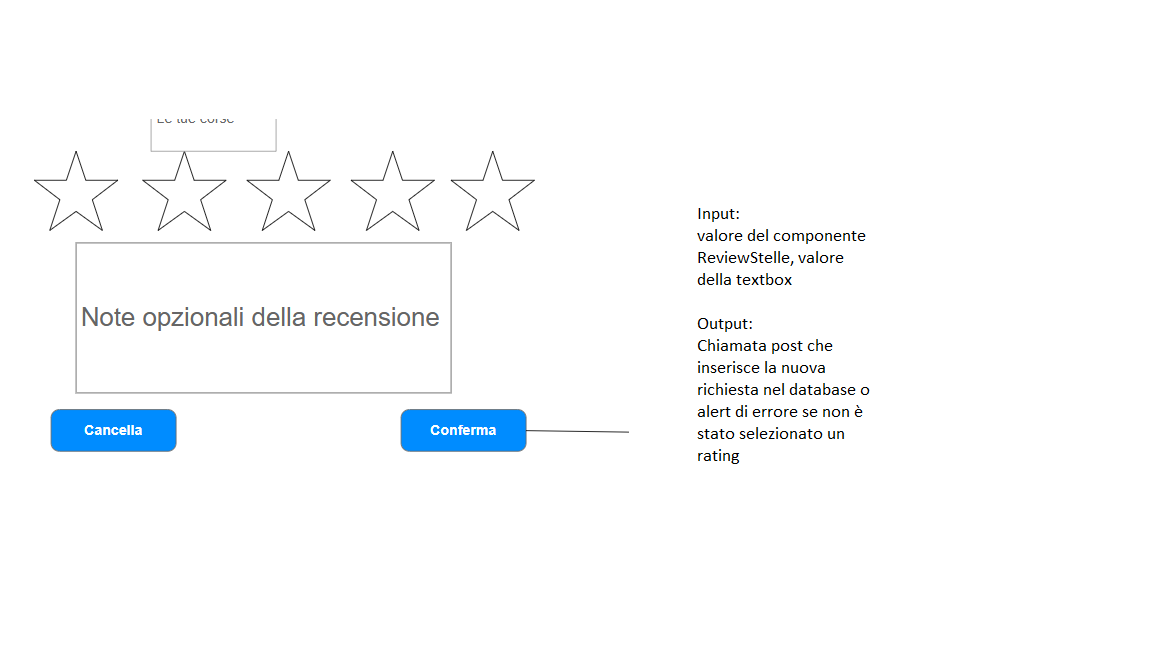 Le tue corse
Note opzionali della recensione
Cancella
Conferma
Input:
valore del componente
ReviewStelle, valore
della textbox
Output:
Chiamata post che
inserisce la nuova
richiesta nel database o
alert di errore se non è
stato selezionato un
rating